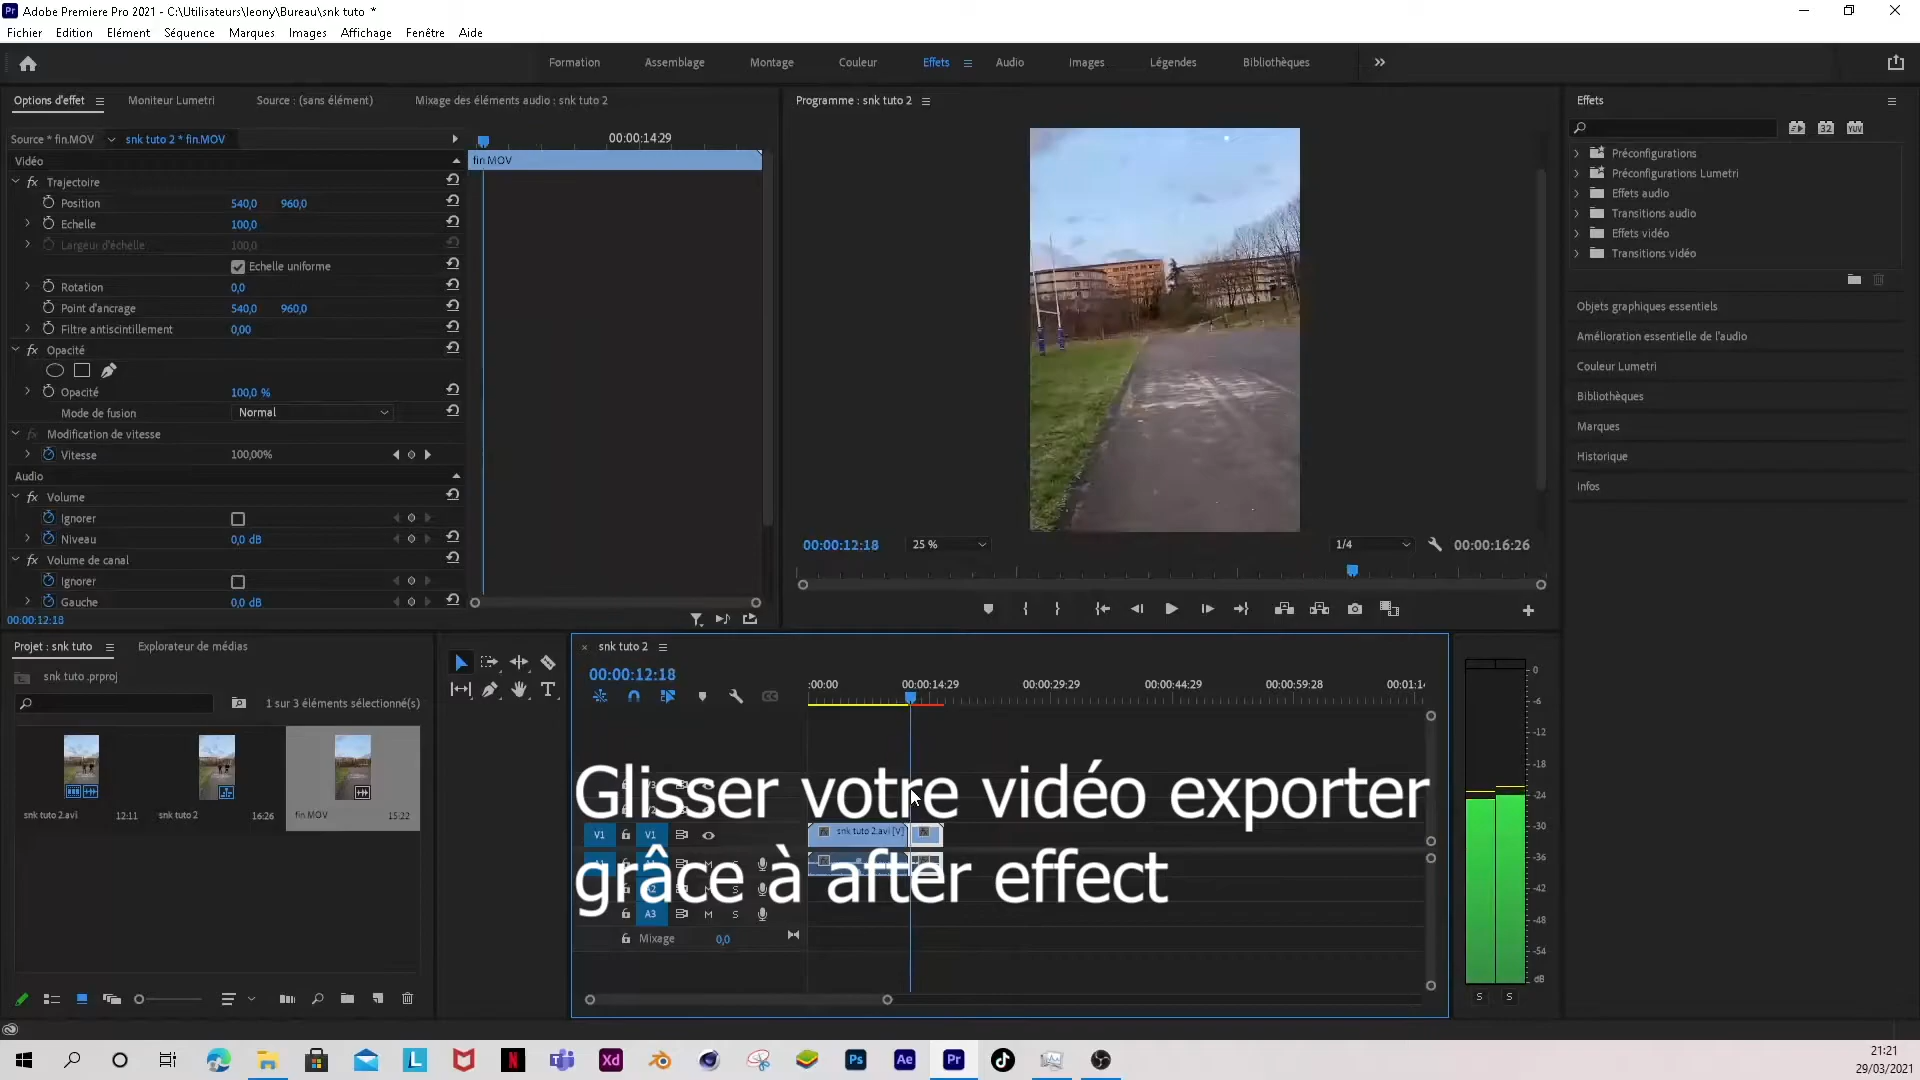 Adobe Premiere Pro 2021 - C:\Utilisateurs\leony\Bureau\snk tuto *
Fichier Edition Elément Séquence Marques Images Affichage Fenêtre Aide
Formation Assemblage Montage Couleur Effets Audio Images Légendes Bibliothèques
Options d'effet Moniteur Lumetri Source : (sans élément) Mixage des éléments audio : snk tuto 2
Source * fin.MOV snk tuto 2 * fin.MOV 00:00:14:29
Vidéo fin.MOV
fx Trajectoire
Position 540,0 960,0
Echelle 100,0
Largeur d'échelle 100,0
Echelle uniforme
Rotation 0,0
Point d'ancrage 540,0 960,0
Filtre antiscintillement 0,00
fx Opacité
Opacité 100,0 %
Mode de fusion Normal
fx Modification de vitesse
Vitesse 100,00%
Audio
fx Volume
Ignorer
Niveau 0,0 dB
fx Volume de canal
Ignorer
Gauche 0,0 dB
00:00:12:18
Programme : snk tuto 2
00:00:12:18 25 % 1/4 00:00:16:26
Effets
32 YUV
Préconfigurations
Préconfigurations Lumetri
Effets audio
Transitions audio
Effets vidéo
Transitions vidéo
Objets graphiques essentiels
Amélioration essentielle de l'audio
Couleur Lumetri
Bibliothèques
Marques
Historique
Infos
Projet : snk tuto Explorateur de médias
snk tuto .prproj
1 sur 3 éléments sélectionné(s)
snk tuto 2.avi 12:11 snk tuto 2 16:26 fin.MOV 15:22
snk tuto 2
00:00:12:18
:00:00 00:00:14:29 00:00:29:29 00:00:44:29 00:00:59:28 00:01:14
Glisser votre vidéo exporter
V1 V1 snk tuto 2.avi [V]
grâce à after effect
A3 M S
Mixage 0,0
0
-6
-12
-18
-24
-30
-36
-42
-48
-54
dB
S S
21:21
29/03/2021